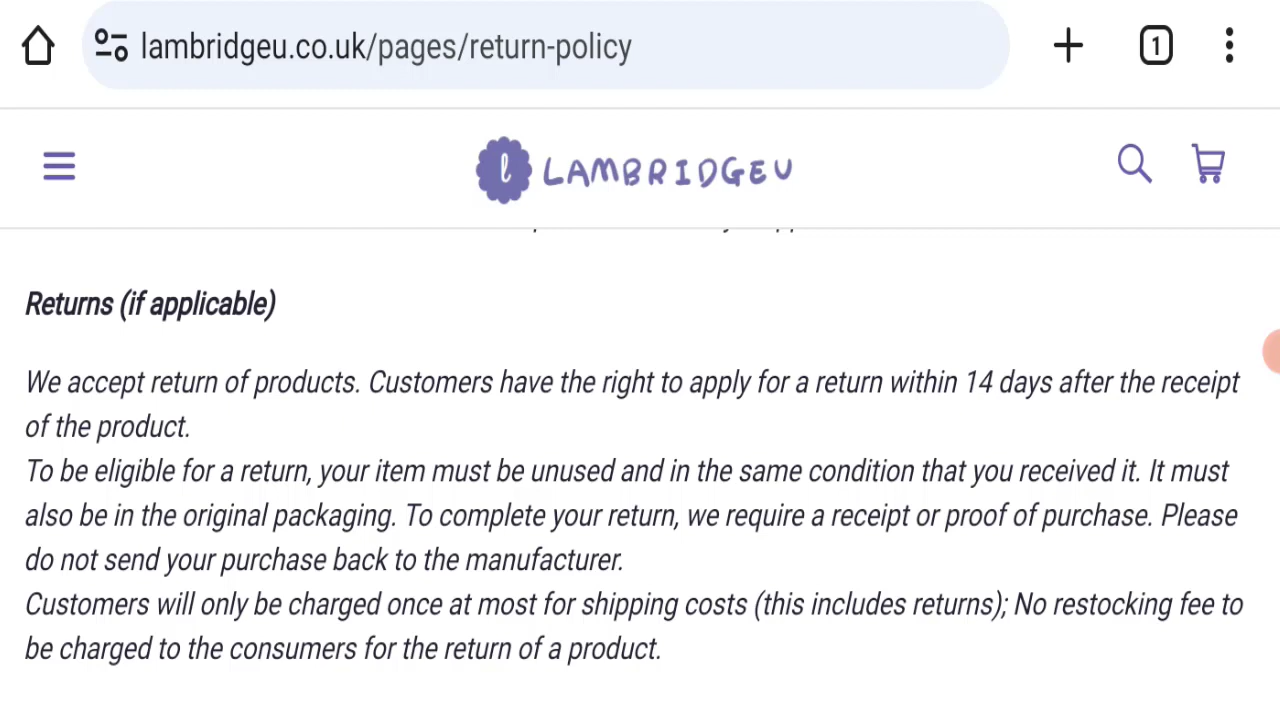 lambridgeu.co.uk/pages/return-policy
1
l LAMBRIDGEU
Returns (if applicable)
We accept return of products. Customers have the right to apply for a return within 14 days after the receipt
of the product.
To be eligible for a return, your item must be unused and in the same condition that you received it. It must
also be in the original packaging. To complete your return, we require a receipt or proof of purchase. Please
do not send your purchase back to the manufacturer.
Customers will only be charged once at most for shipping costs (this includes returns); No restocking fee to
be charged to the consumers for the return of a product.